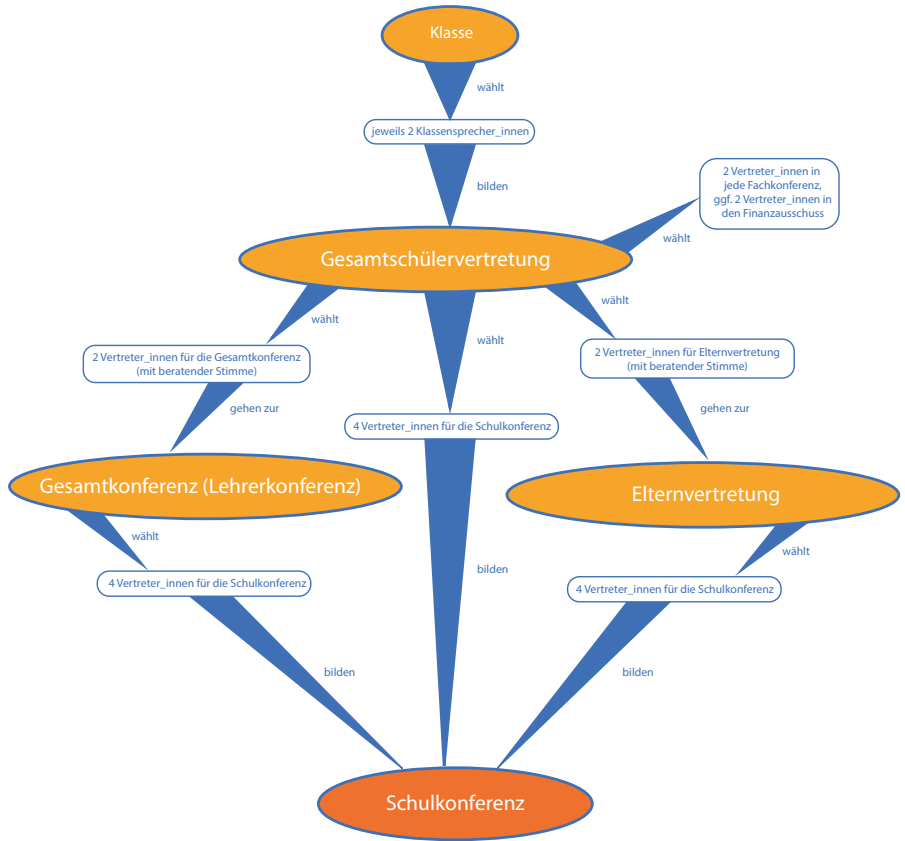 Klasse
wählt
jeweils 2 Klassensprecher_innen
bilden
2 Vertreter_innen in
jede Fachkonferenz,
ggf. 2 Vertreter_innen in
den Finanzausschuss
wählt
Gesamtschülervertretung
wählt
wählt
wählt
2 Vertreter_innen für die Gesamtkonferenz
(mit beratender Stimme)
2 Vertreter_innen für Elternvertretung
(mit beratender Stimme)
gehen zur
gehen zur
4 Vertreter_innen für die Schulkonferenz
Gesamtkonferenz (Lehrerkonferenz)
Elternvertretung
wählt
wählt
bilden
4 Vertreter_innen für die Schulkonferenz
4 Vertreter_innen für die Schulkonferenz
bilden
bilden
Schulkonferenz